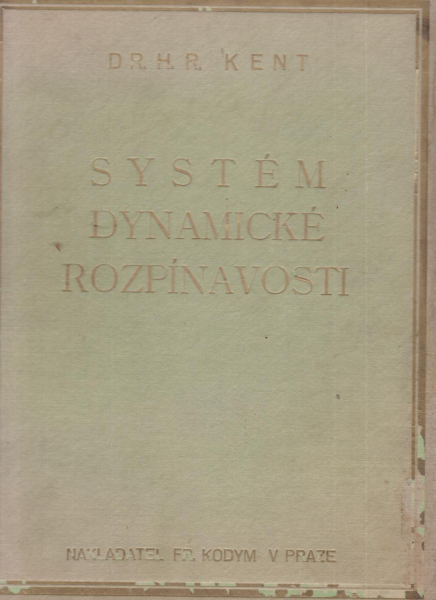 DR. H. R. KENT
SYSTÉM
DYNAMICKÉ
ROZPÍNAVOSTI
NAKLADATEL FR. KODYM V PRAZE